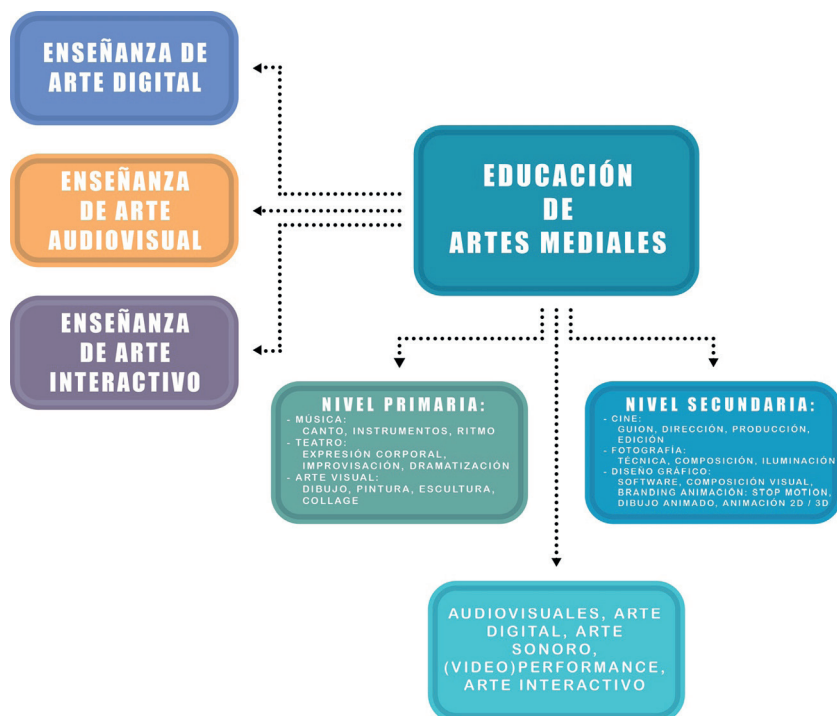 ENSEÑANZA DE
ARTE DIGITAL
ENSEÑANZA
DE ARTE
AUDIOVISUAL
ENSEÑANZA
DE ARTE
INTERACTIVO
EDUCACIÓN
DE
ARTES MEDIALES
NIVEL PRIMARIA:
- MÚSICA:
CANTO, INSTRUMENTOS, RITMO
- TEATRO:
EXPRESIÓN CORPORAL,
IMPROVISACIÓN, DRAMATIZACIÓN
- ARTE VISUAL:
DIBUJO, PINTURA, ESCULTURA,
COLLAGE
NIVEL SECUNDARIA:
- CINE:
GUION, DIRECCIÓN, PRODUCCIÓN,
EDICIÓN
- FOTOGRAFÍA:
TÉCNICA, COMPOSICIÓN, ILUMINACIÓN
- DISEÑO GRÁFICO:
SOFTWARE, COMPOSICIÓN VISUAL,
BRANDING ANIMACIÓN: STOP MOTION,
DIBUJO ANIMADO, ANIMACIÓN 2D / 3D
AUDIOVISUALES, ARTE
DIGITAL, ARTE
SONORO,
(VIDEO)PERFORMANCE,
ARTE INTERACTIVO